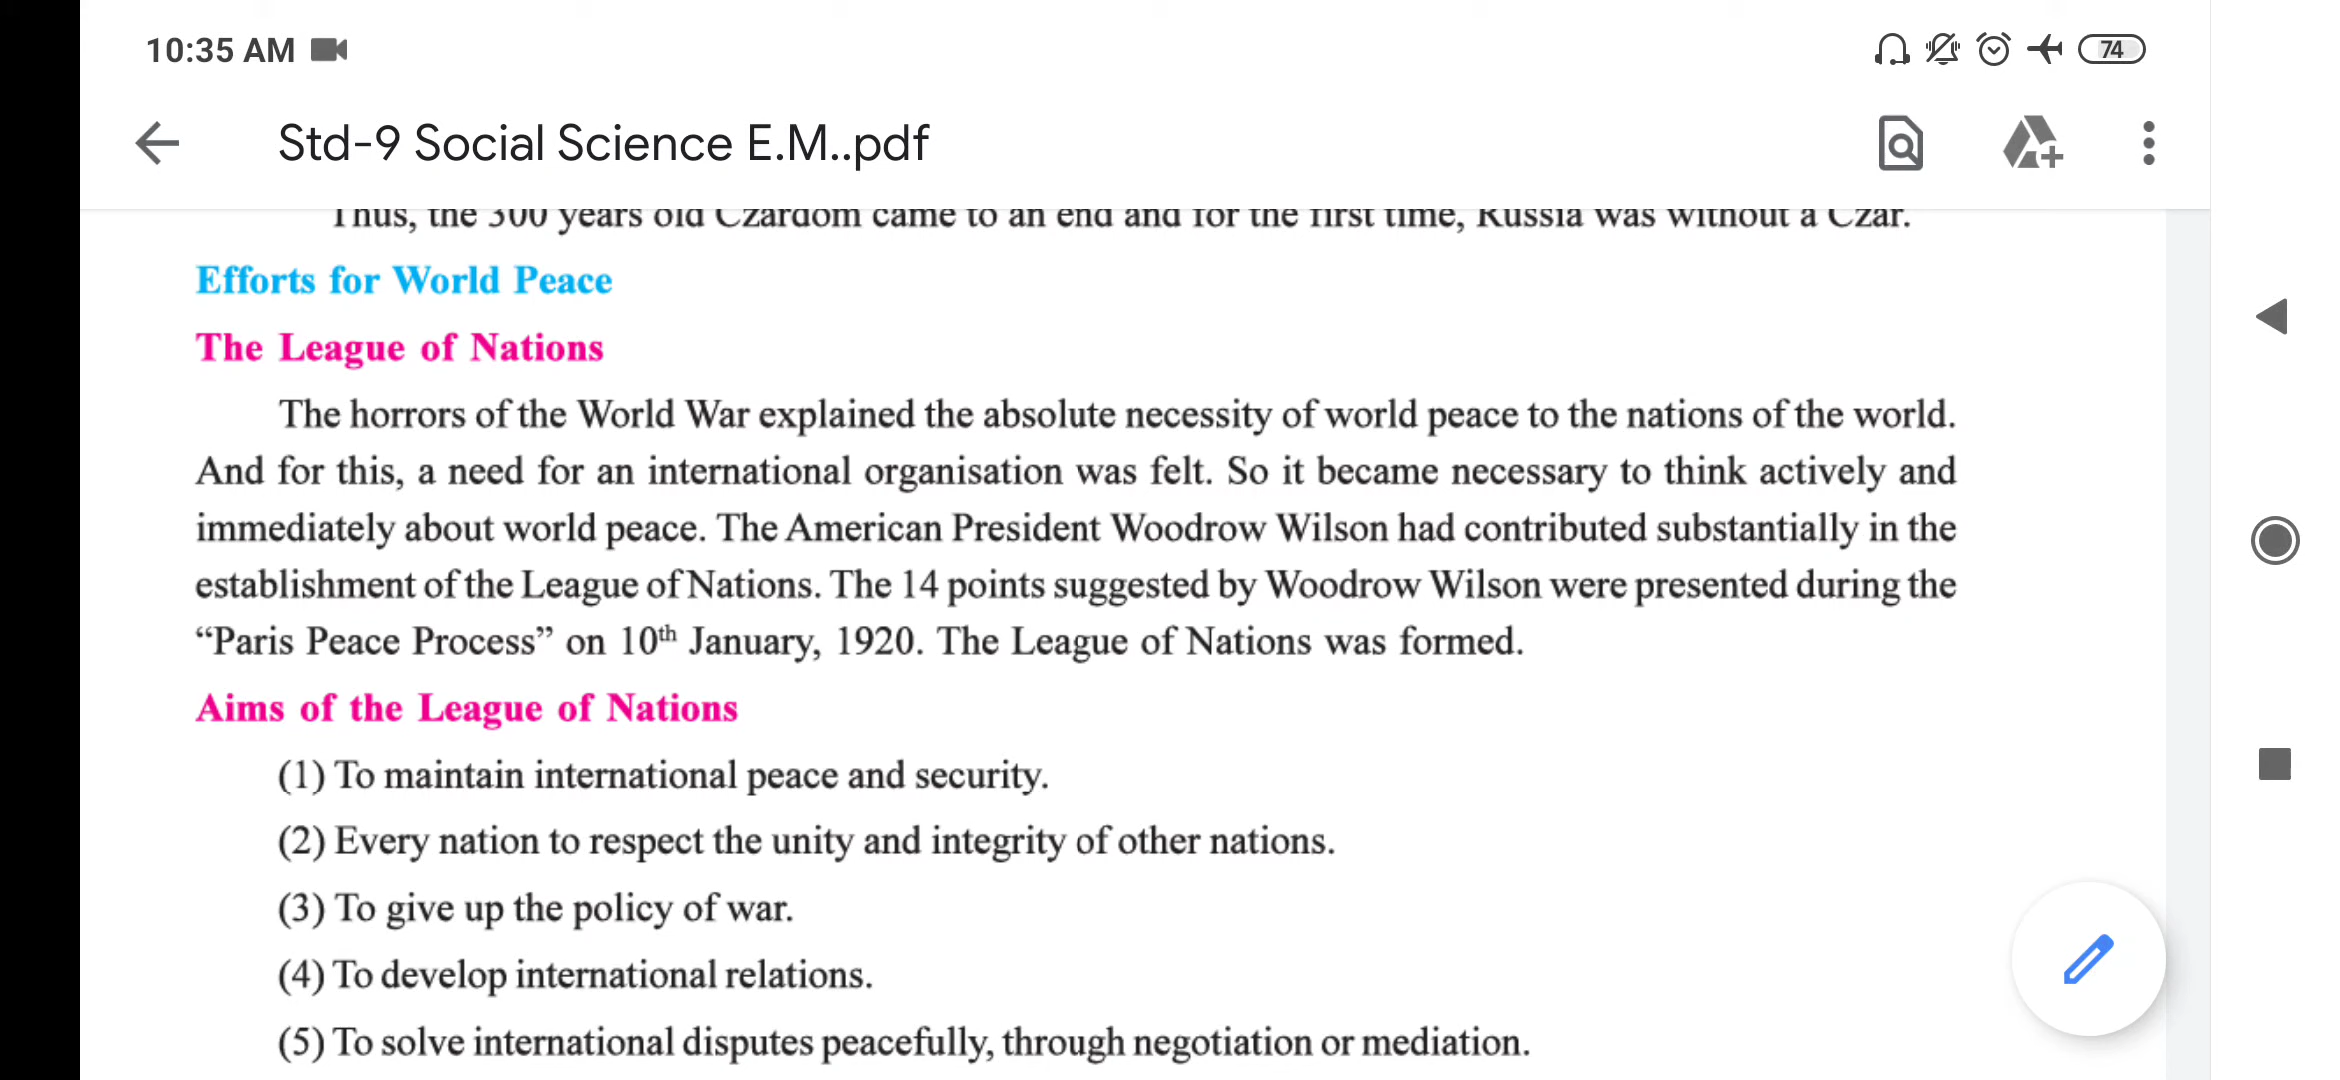 10:35 AM
74
Std-9 Social Science E.M..pdf
Thus, the 300 years old Czardom came to an end and for the first time, Russia was without a Czar.
Efforts for World Peace
The League of Nations
The horrors of the World War explained the absolute necessity of world peace to the nations of the world.
And for this, a need for an international organisation was felt. So it became necessary to think actively and
immediately about world peace. The American President Woodrow Wilson had contributed substantially in the
establishment of the League of Nations. The 14 points suggested by Woodrow Wilson were presented during the
“Paris Peace Process” on 10th January, 1920. The League of Nations was formed.
Aims of the League of Nations
(1) To maintain international peace and security.
(2) Every nation to respect the unity and integrity of other nations.
(3) To give up the policy of war.
(4) To develop international relations.
(5) To solve international disputes peacefully, through negotiation or mediation.